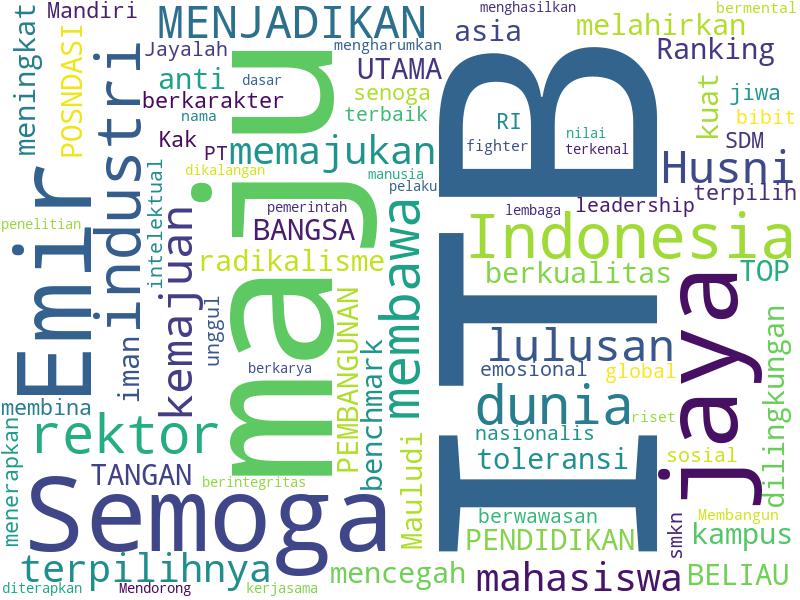 Mandiri
MENJADIKAN
menghasilkan
bermental
melahirkan
asia
Ranking
Jayalah
mengharumkan
UTAMA
anti
dasar
meningkat
POSNDASI
industri
berkarakter
senoga
terbaik
nama
Kak
PT
memajukan
RI
fighter
nilai
terkenal
kuat
jiwa
bibit
SDM
Husni
terpilih
dikalangan
manusia
pelaku
intelektual
penelitian
Emir
maju
pemerintah
BANGSA
lembaga
leadership
Indonesia
ITB
radikalisme
membawa
berkualitas
TOP
kemajuan
unggul
iman
berkarya
PEMBANGUNAN
benchmark
lulusan
emosional
global
jaya
dilingkungan
membina
rektor
menerapkan
dunia
riset
nasionalis
toleransi
sosial
TANGAN
berintegritas
Mauludi
Semoga
berwawasan
PENDIDIKAN
smkn
Membangun
kampus
terpilihnya
mencegah
mahasiswa
BELIAU
diterapkan
Mendorong
kerjasama